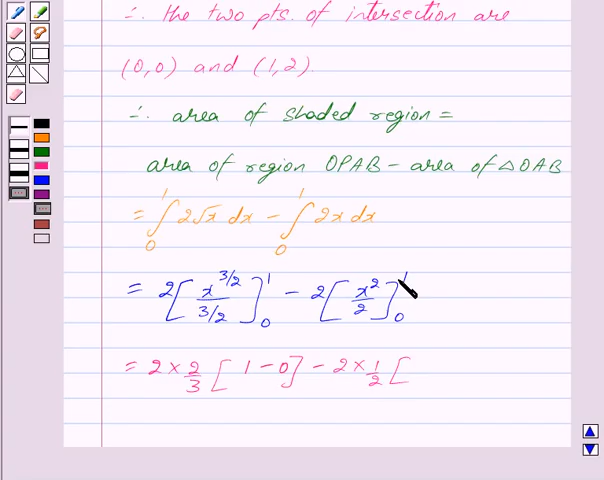 ∴ the two pts. of intersection are
(0,0) and (1,2).
∴ area of shaded region =
area of region OPAB - area of △OAB
= ∫₀¹ 2√x dx - ∫₀¹ 2x dx
= 2[x^{3/2}/3/2]₀¹ - 2[x²/2]₀¹
= 2 × 2/3 [1 - 0] - 2 × 1/2 [